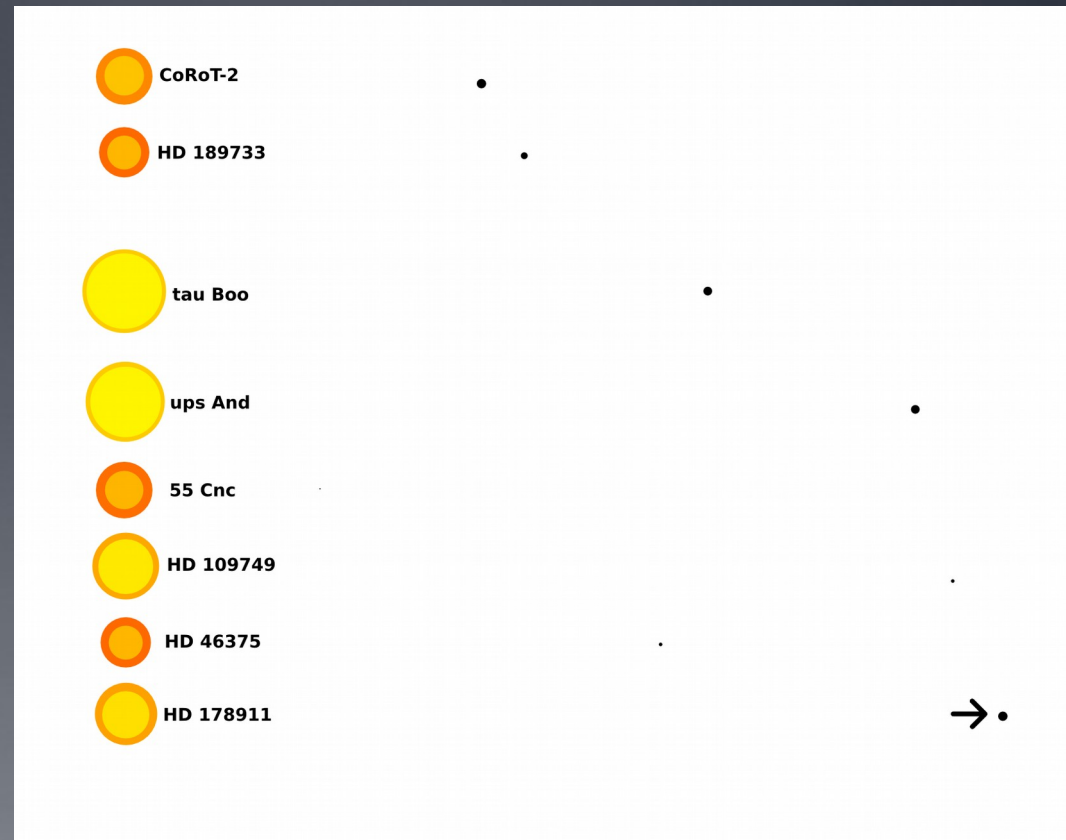 CoRoT-2
HD 189733
tau Boo
ups And
55 Cnc
HD 109749
HD 46375
HD 178911